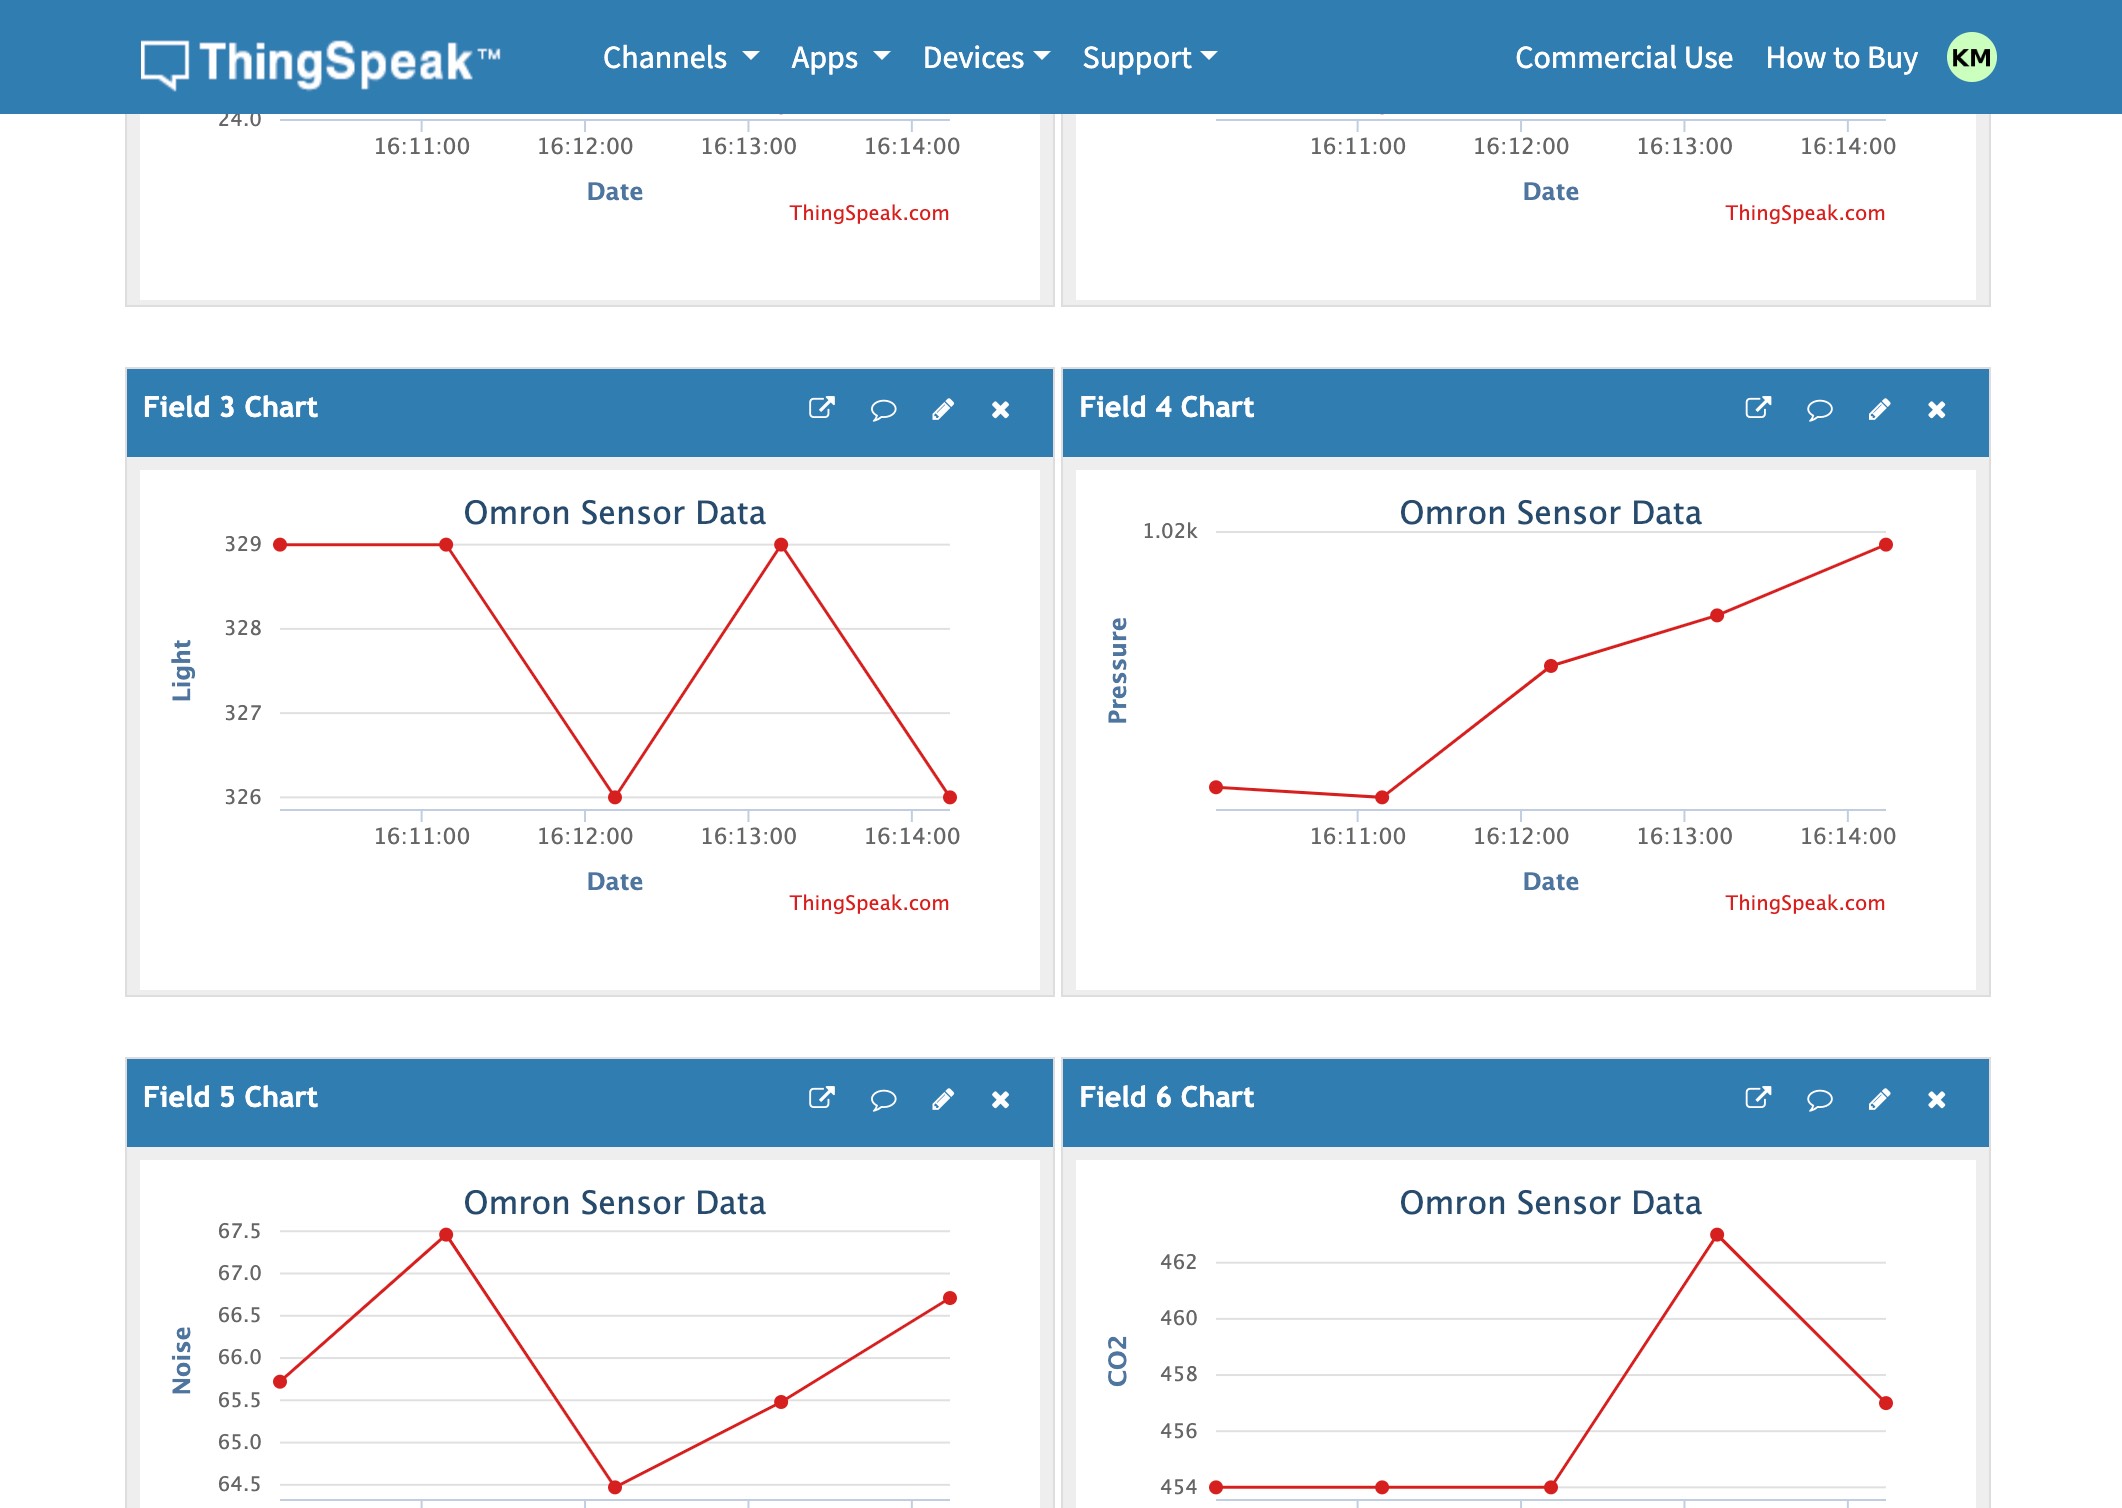 ThingSpeak™ Channels Apps Devices Support Commercial Use How to Buy KM
24.0
16:11:00 16:12:00 16:13:00 16:14:00
Date
ThingSpeak.com
16:11:00 16:12:00 16:13:00 16:14:00
Date
ThingSpeak.com
Field 3 Chart
Omron Sensor Data
329
328
327
326
Light
16:11:00 16:12:00 16:13:00 16:14:00
Date
ThingSpeak.com
Field 4 Chart
Omron Sensor Data
1.02k
Pressure
16:11:00 16:12:00 16:13:00 16:14:00
Date
ThingSpeak.com
Field 5 Chart
Omron Sensor Data
67.5
67.0
66.5
66.0
65.5
65.0
64.5
Noise
Field 6 Chart
Omron Sensor Data
462
460
458
456
454
CO2